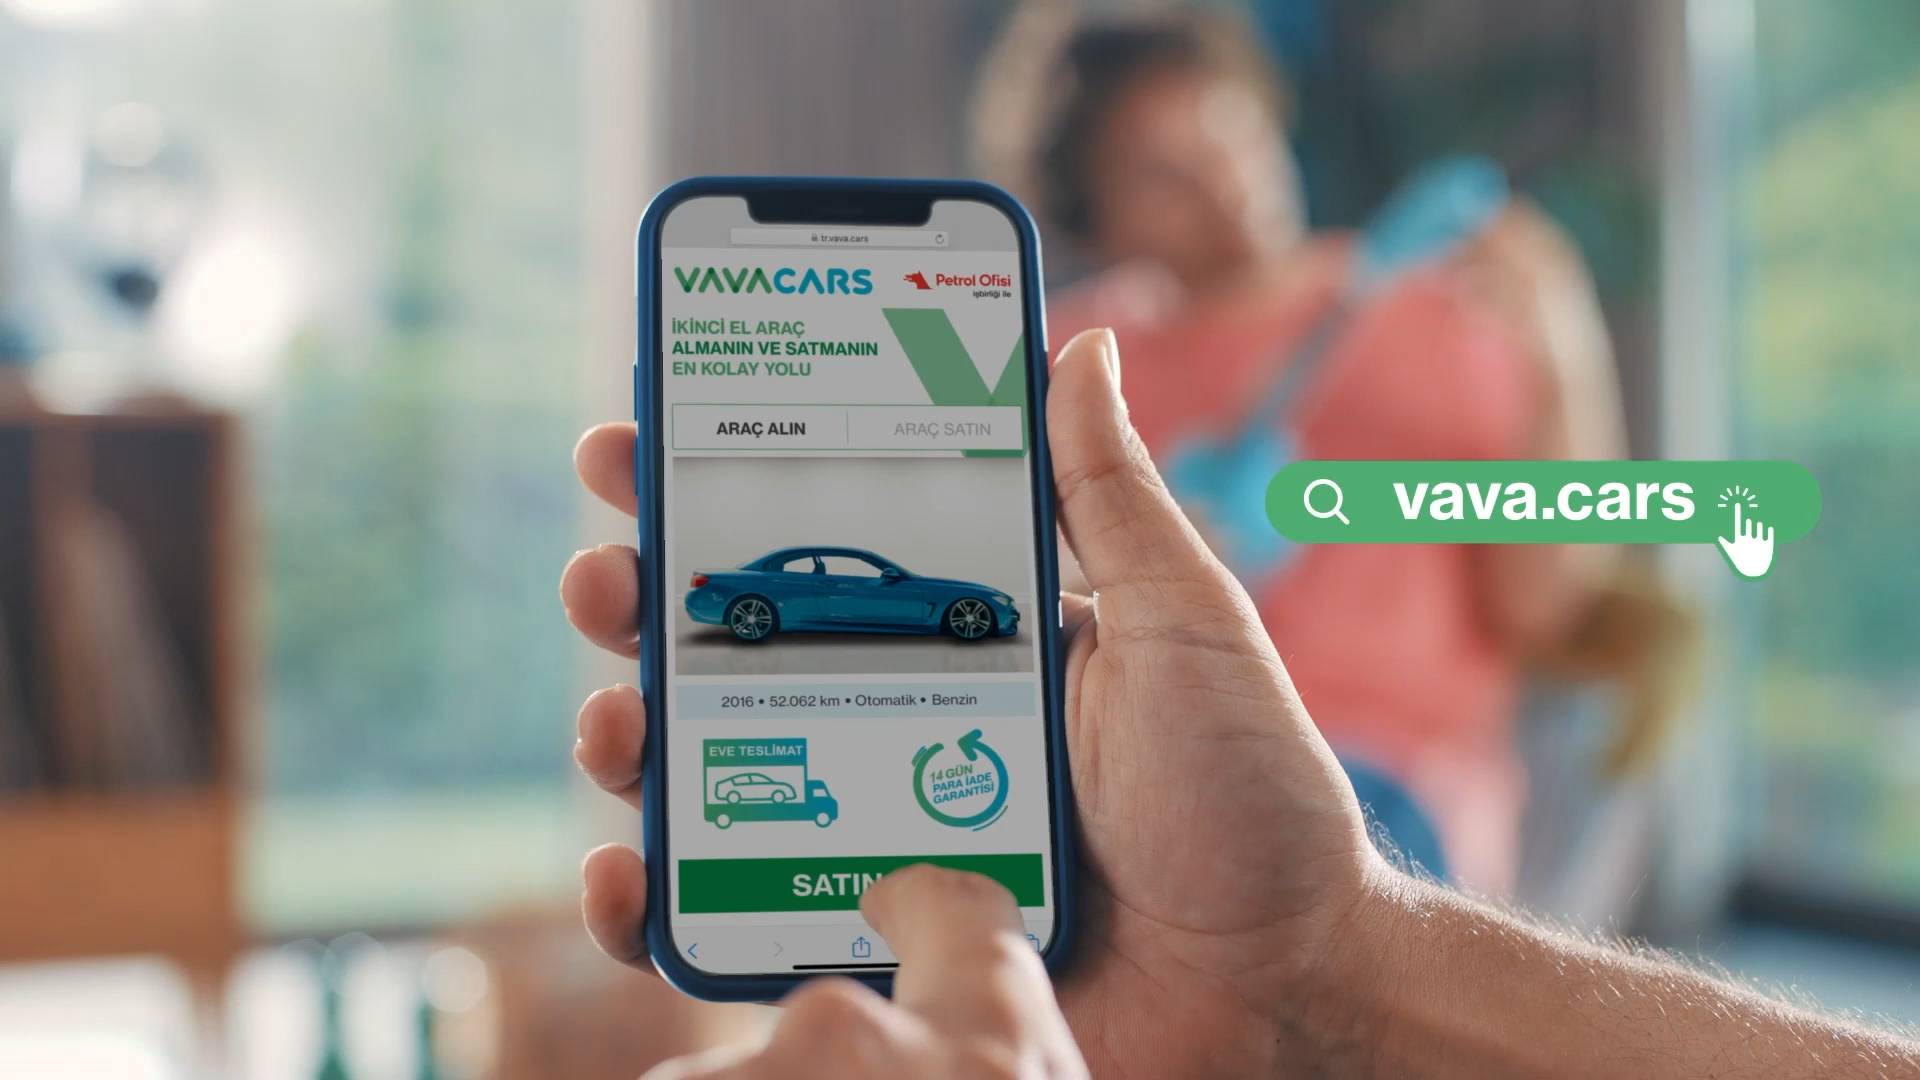 tr.vava.cars
VAVACARS
Petrol Ofisi
işbirliği ile
İKİNCİ EL ARAÇ
ALMANIN VE SATMANIN
EN KOLAY YOLU
ARAÇ ALIN
ARAÇ SATIN
vava.cars
2016 • 52.062 km • Otomatik • Benzin
EVE TESLİMAT
14 GÜN
PARA İADE
GARANTİSİ